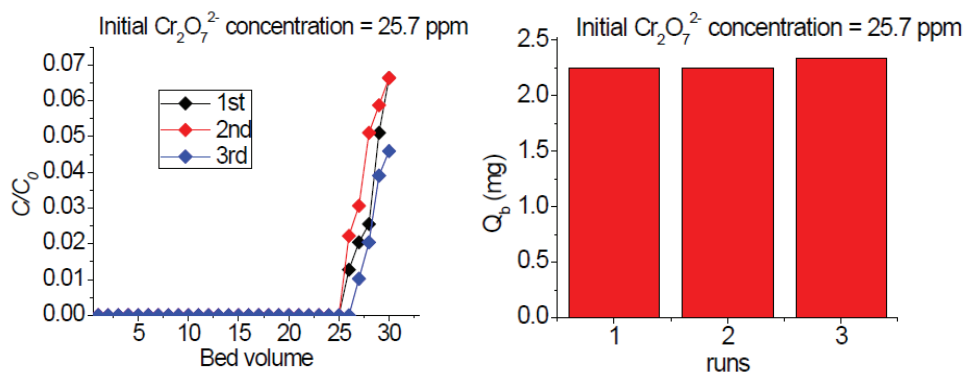 Initial Cr₂O₇²⁻ concentration = 25.7 ppm
0.07
0.06
0.05
0.04
0.03
0.02
0.01
0.00
C/C₀
1st
2nd
3rd
5 10 15 20 25 30
Bed volume
Initial Cr₂O₇²⁻ concentration = 25.7 ppm
2.5
2.0
1.5
1.0
0.5
0.0
Q_b (mg)
1 2 3
runs